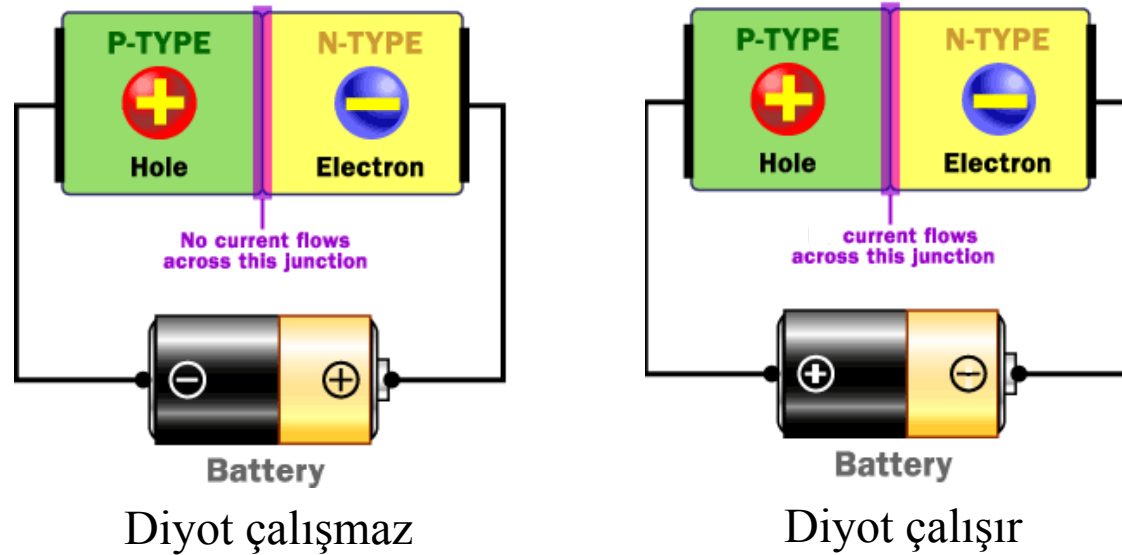 P-TYPE N-TYPE
+ −
Hole Electron
No current flows
across this junction
− +
Battery
Diyot çalışmaz
P-TYPE N-TYPE
+ −
Hole Electron
current flows
across this junction
+ −
Battery
Diyot çalışır